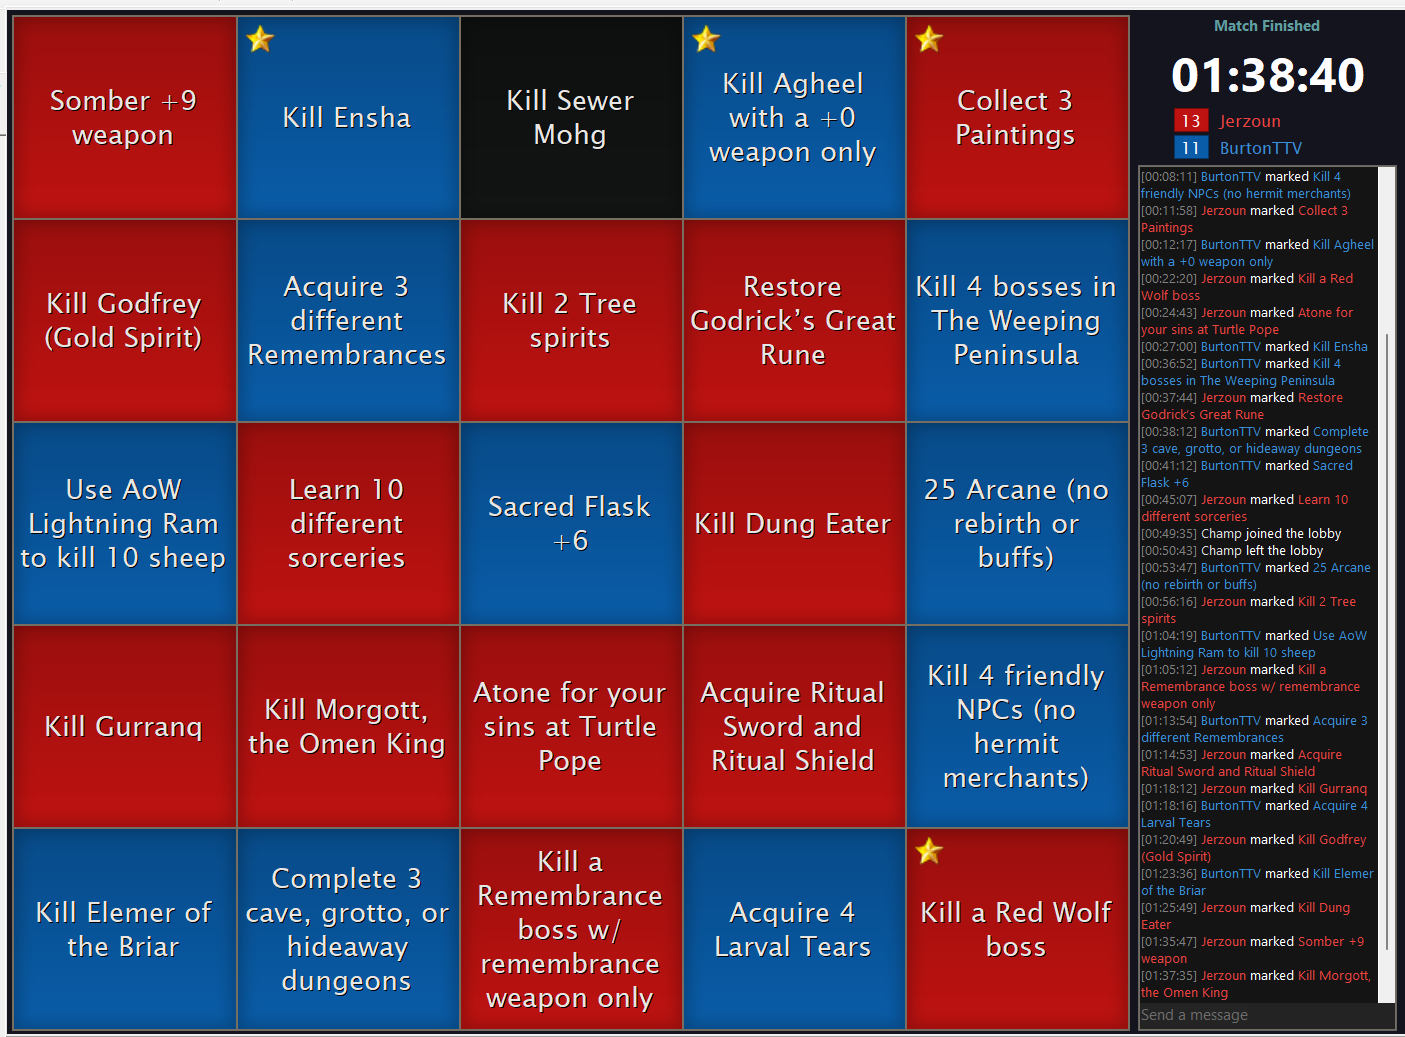 Somber +9
weapon
Kill Ensha
Kill Sewer
Mohg
Kill Agheel
with a +0
weapon only
Collect 3
Paintings
Kill Godfrey
(Gold Spirit)
Acquire 3
different
Remembrances
Kill 2 Tree
spirits
Restore
Godrick's Great
Rune
Kill 4 bosses in
The Weeping
Peninsula
Use AoW
Lightning Ram
to kill 10 sheep
Learn 10
different
sorceries
Sacred Flask
+6
Kill Dung Eater
25 Arcane (no
rebirth or
buffs)
Kill Gurranq
Kill Morgott,
the Omen King
Atone for your
sins at Turtle
Pope
Acquire Ritual
Sword and
Ritual Shield
Kill 4 friendly
NPCs (no
hermit
merchants)
Kill Elemer of
the Briar
Complete 3
cave, grotto, or
hideaway
dungeons
Kill a
Remembrance
boss w/
remembrance
weapon only
Acquire 4
Larval Tears
Kill a Red Wolf
boss
Match Finished
01:38:40
13 Jerzoun
11 BurtonTTV
[00:08:11] BurtonTTV marked Kill 4
friendly NPCs (no hermit merchants)
[00:11:58] Jerzoun marked Collect 3
Paintings
[00:12:17] BurtonTTV marked Kill Agheel
with a +0 weapon only
[00:22:20] Jerzoun marked Kill a Red
Wolf boss
[00:24:43] Jerzoun marked Atone for
your sins at Turtle Pope
[00:27:00] BurtonTTV marked Kill Ensha
[00:36:52] BurtonTTV marked Kill 4
bosses in The Weeping Peninsula
[00:37:44] Jerzoun marked Restore
Godrick's Great Rune
[00:38:12] BurtonTTV marked Complete
3 cave, grotto, or hideaway dungeons
[00:41:12] BurtonTTV marked Sacred
Flask +6
[00:45:07] Jerzoun marked Learn 10
different sorceries
[00:49:35] Champ joined the lobby
[00:50:43] Champ left the lobby
[00:53:47] BurtonTTV marked 25 Arcane
(no rebirth or buffs)
[00:56:16] Jerzoun marked Kill 2 Tree
spirits
[01:04:19] BurtonTTV marked Use AoW
Lightning Ram to kill 10 sheep
[01:05:12] Jerzoun marked Kill a
Remembrance boss w/ remembrance
weapon only
[01:13:54] BurtonTTV marked Acquire 3
different Remembrances
[01:14:53] Jerzoun marked Acquire
Ritual Sword and Ritual Shield
[01:18:12] Jerzoun marked Kill Gurranq
[01:18:16] BurtonTTV marked Acquire 4
Larval Tears
[01:20:49] Jerzoun marked Kill Godfrey
(Gold Spirit)
[01:23:36] BurtonTTV marked Kill Elemer
of the Briar
[01:25:49] Jerzoun marked Kill Dung
Eater
[01:35:47] Jerzoun marked Somber +9
weapon
[01:37:35] Jerzoun marked Kill Morgott,
the Omen King
Send a message